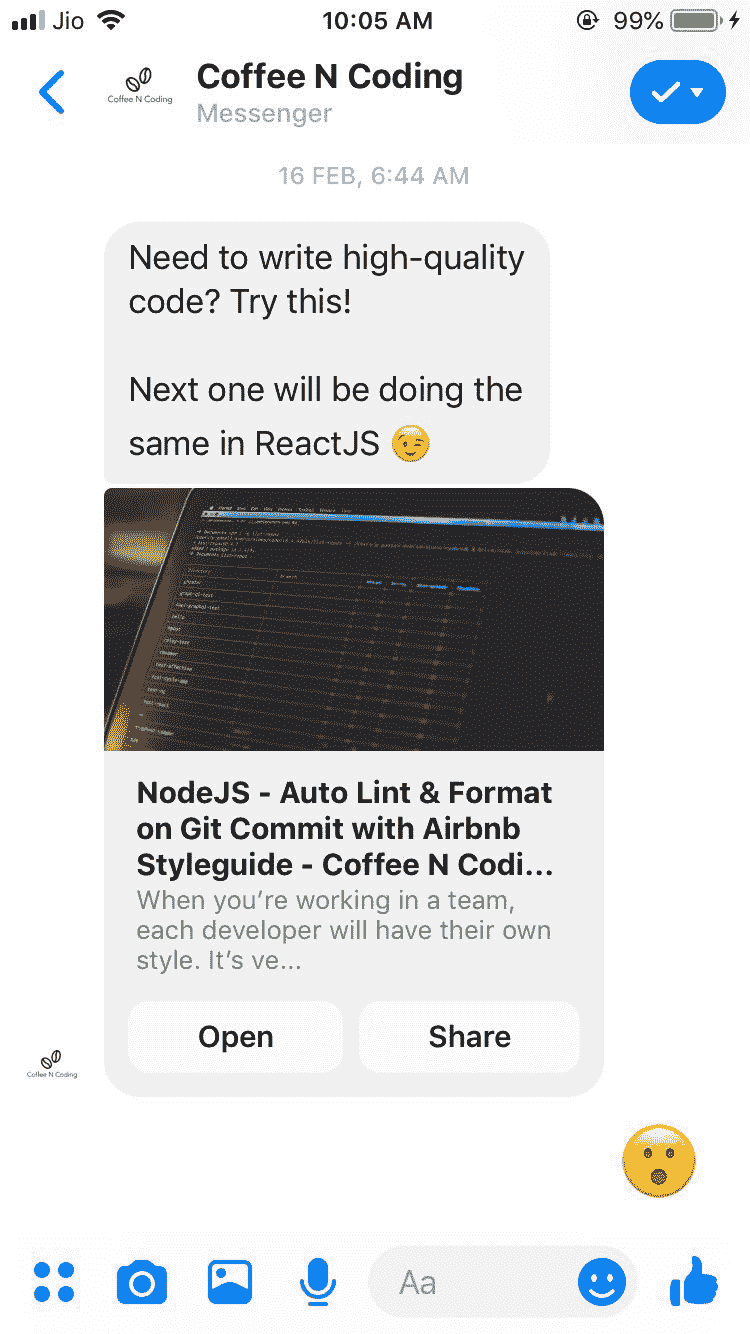 Jio
10:05 AM
99%
Coffee N Coding
Coffee N Coding
Messenger
16 FEB, 6:44 AM
Need to write high-quality
code? Try this!
Next one will be doing the
same in ReactJS
NodeJS - Auto Lint & Format
on Git Commit with Airbnb
Styleguide - Coffee N Codi...
When you’re working in a team,
each developer will have their own
style. It’s ve...
Open
Share
Coffee N Coding
Aa